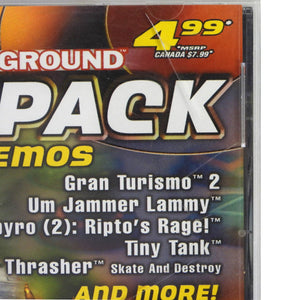 4.99*
*MSRP
CANADA $7.99*
GROUND™
PACK
EMOS
Gran Turismo™ 2
Um Jammer Lammy™
pyro (2): Ripto's Rage!™
Tiny Tank™
Thrasher™ Skate And Destroy
AND MORE!